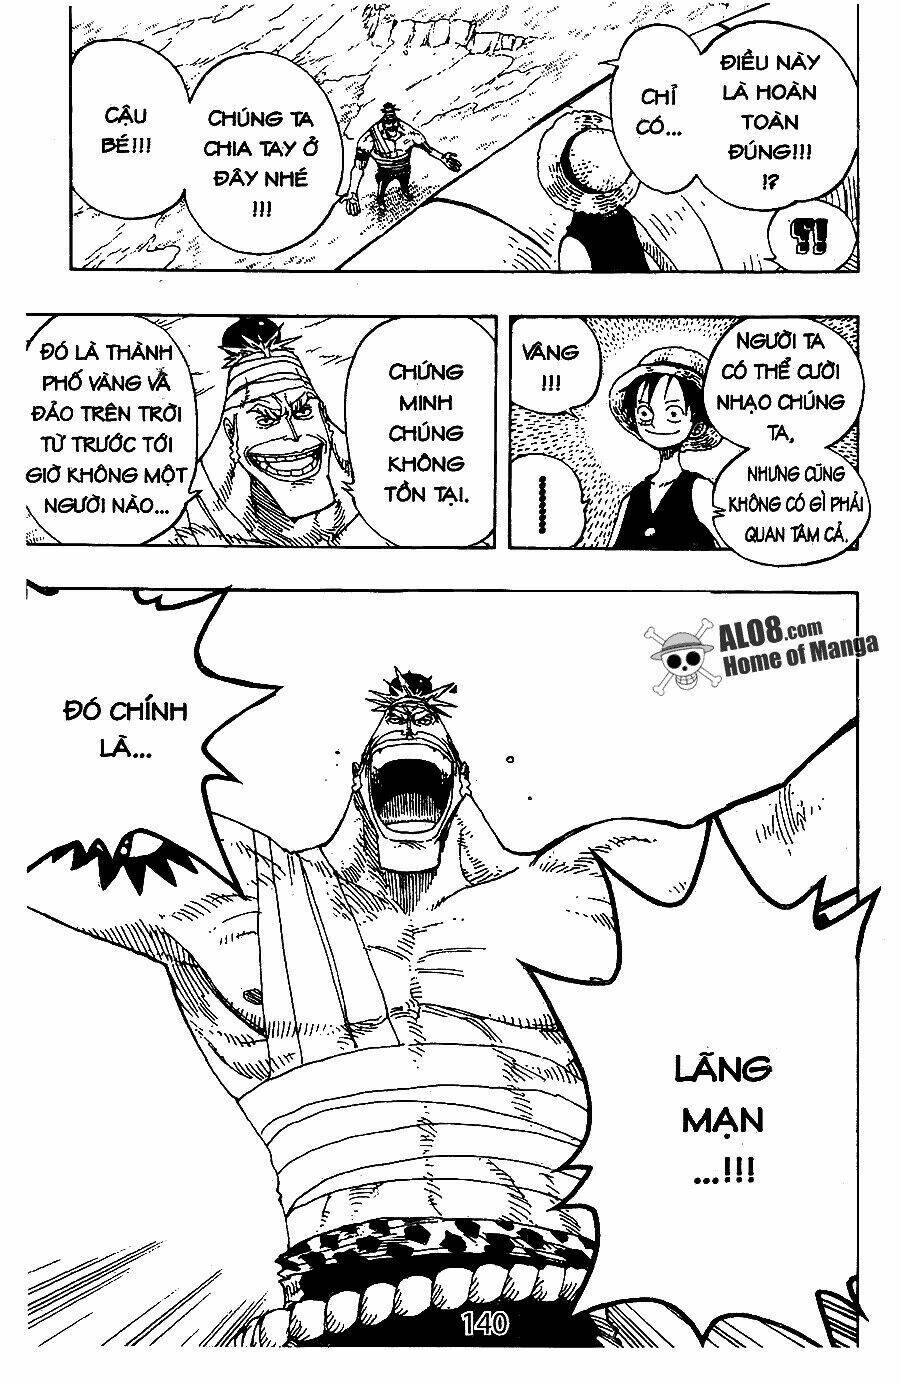 ĐIỀU NÀY
LÀ HOÀN
TOÀN
ĐÚNG!!!
!?
CHỈ
CÓ...
?!
CHÚNG TA
CHIA TAY Ở
ĐÂY NHÉ
!!!
CẬU
BÉ!!!
NGƯỜI TA
CÓ THỂ CƯỜI
NHẠO CHÚNG
TA,
NHƯNG CŨNG
KHÔNG CÓ GÌ PHẢI
QUAN TÂM CẢ.
VÂNG
!!!
.........
CHỨNG
MINH
CHÚNG
KHÔNG
TỒN TẠI.
ĐÓ LÀ THÀNH
PHỐ VÀNG VÀ
ĐẢO TRÊN TRỜI
TỪ TRƯỚC TỚI
GIỜ KHÔNG MỘT
NGƯỜI NÀO...
AL08.com
Home of Manga
ĐÓ CHÍNH
LÀ...
LÃNG
MẠN
...!!!
140